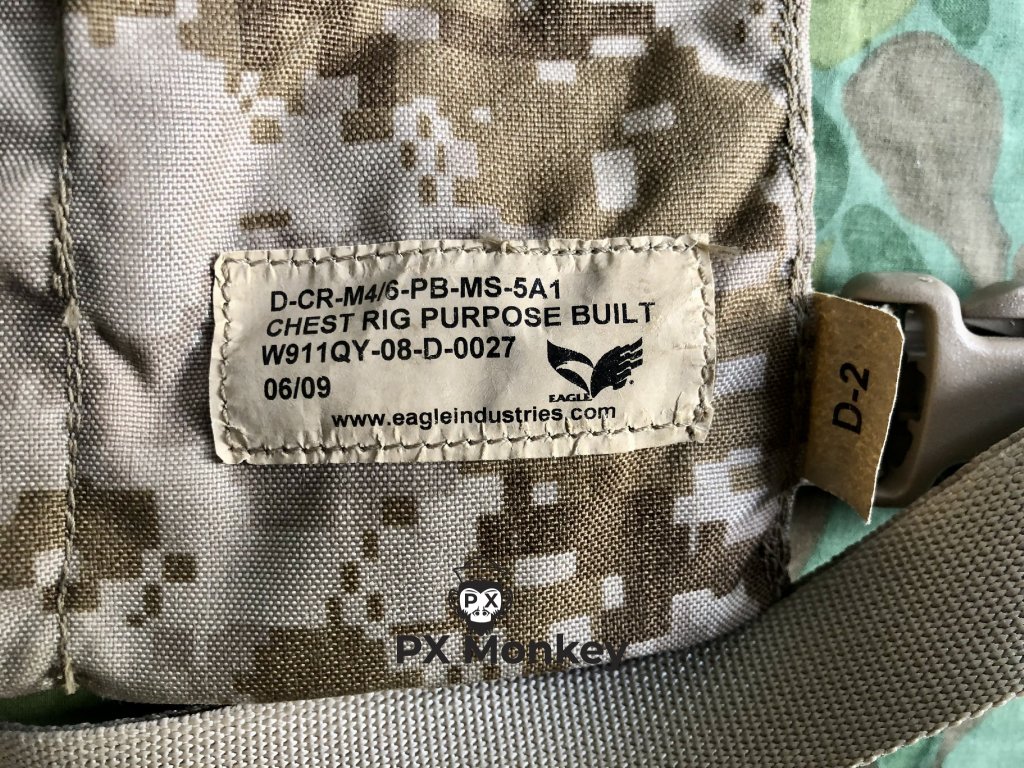 D-CR-M4/6-PB-MS-5A1
CHEST RIG PURPOSE BUILT
W911QY-08-D-0027
06/09
EAGLE
www.eagleindustries.com
D-2
PX
PX Monkey